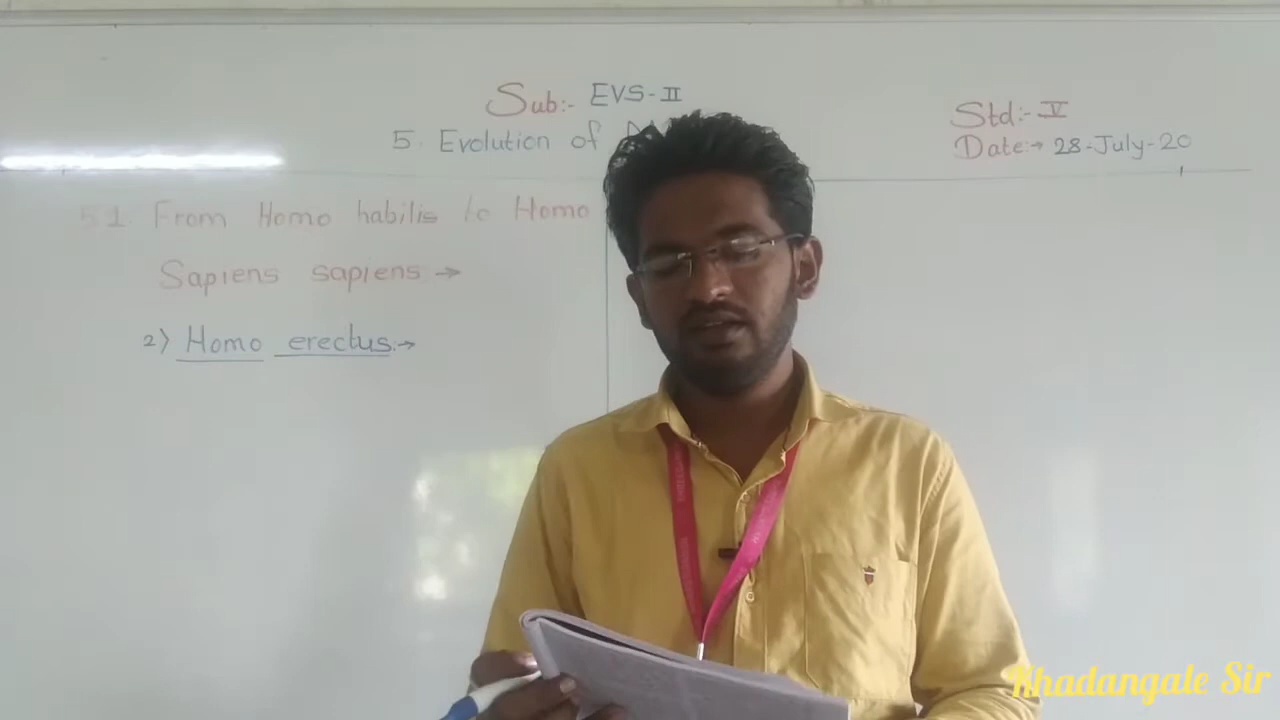 Sub:- EVS-II
5. Evolution of
Std:- V
Date:→ 28-July-20
5.1. From Homo habilis to Homo
Sapiens sapiens:→
2) Homo erectus:→
Khadangale Sir